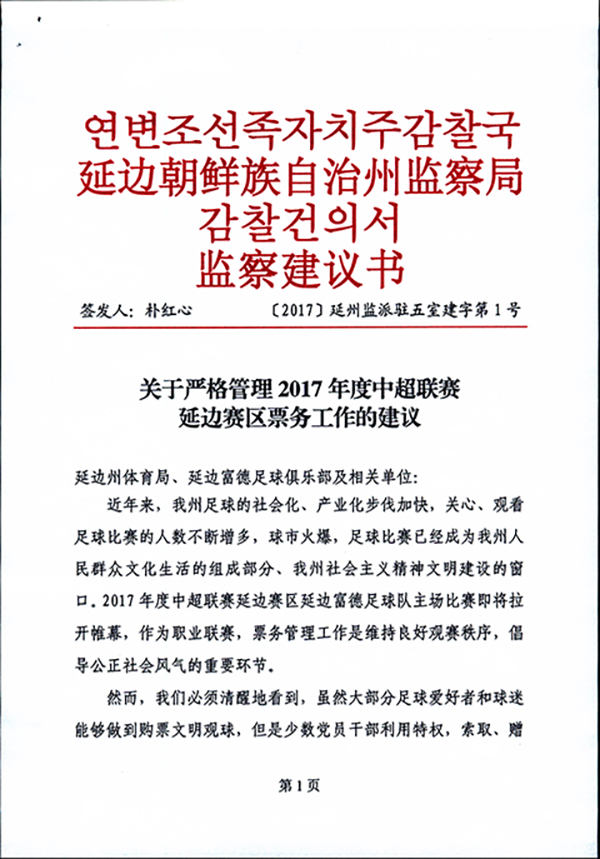 연변조선족자치주감찰국
延边朝鲜族自治州监察局
감찰건의서
监察建议书
签发人：朴红心 〔2017〕延州监派驻五室建字第1号
关于严格管理 2017 年度中超联赛
延边赛区票务工作的建议
延边州体育局、延边富德足球俱乐部及相关单位：
近年来，我州足球的社会化、产业化步伐加快，关心、观看
足球比赛的人数不断增多，球市火爆，足球比赛已经成为我州人
民群众文化生活的组成部分、我州社会主义精神文明建设的窗
口。2017 年度中超联赛延边赛区延边富德足球队主场比赛即将拉
开帷幕，作为职业联赛，票务管理工作是维持良好观赛秩序，倡
导公正社会风气的重要环节。
然而，我们必须清醒地看到，虽然大部分足球爱好者和球迷
能够做到购票文明观球，但是少数党员干部利用特权，索取、赠
第 1 页